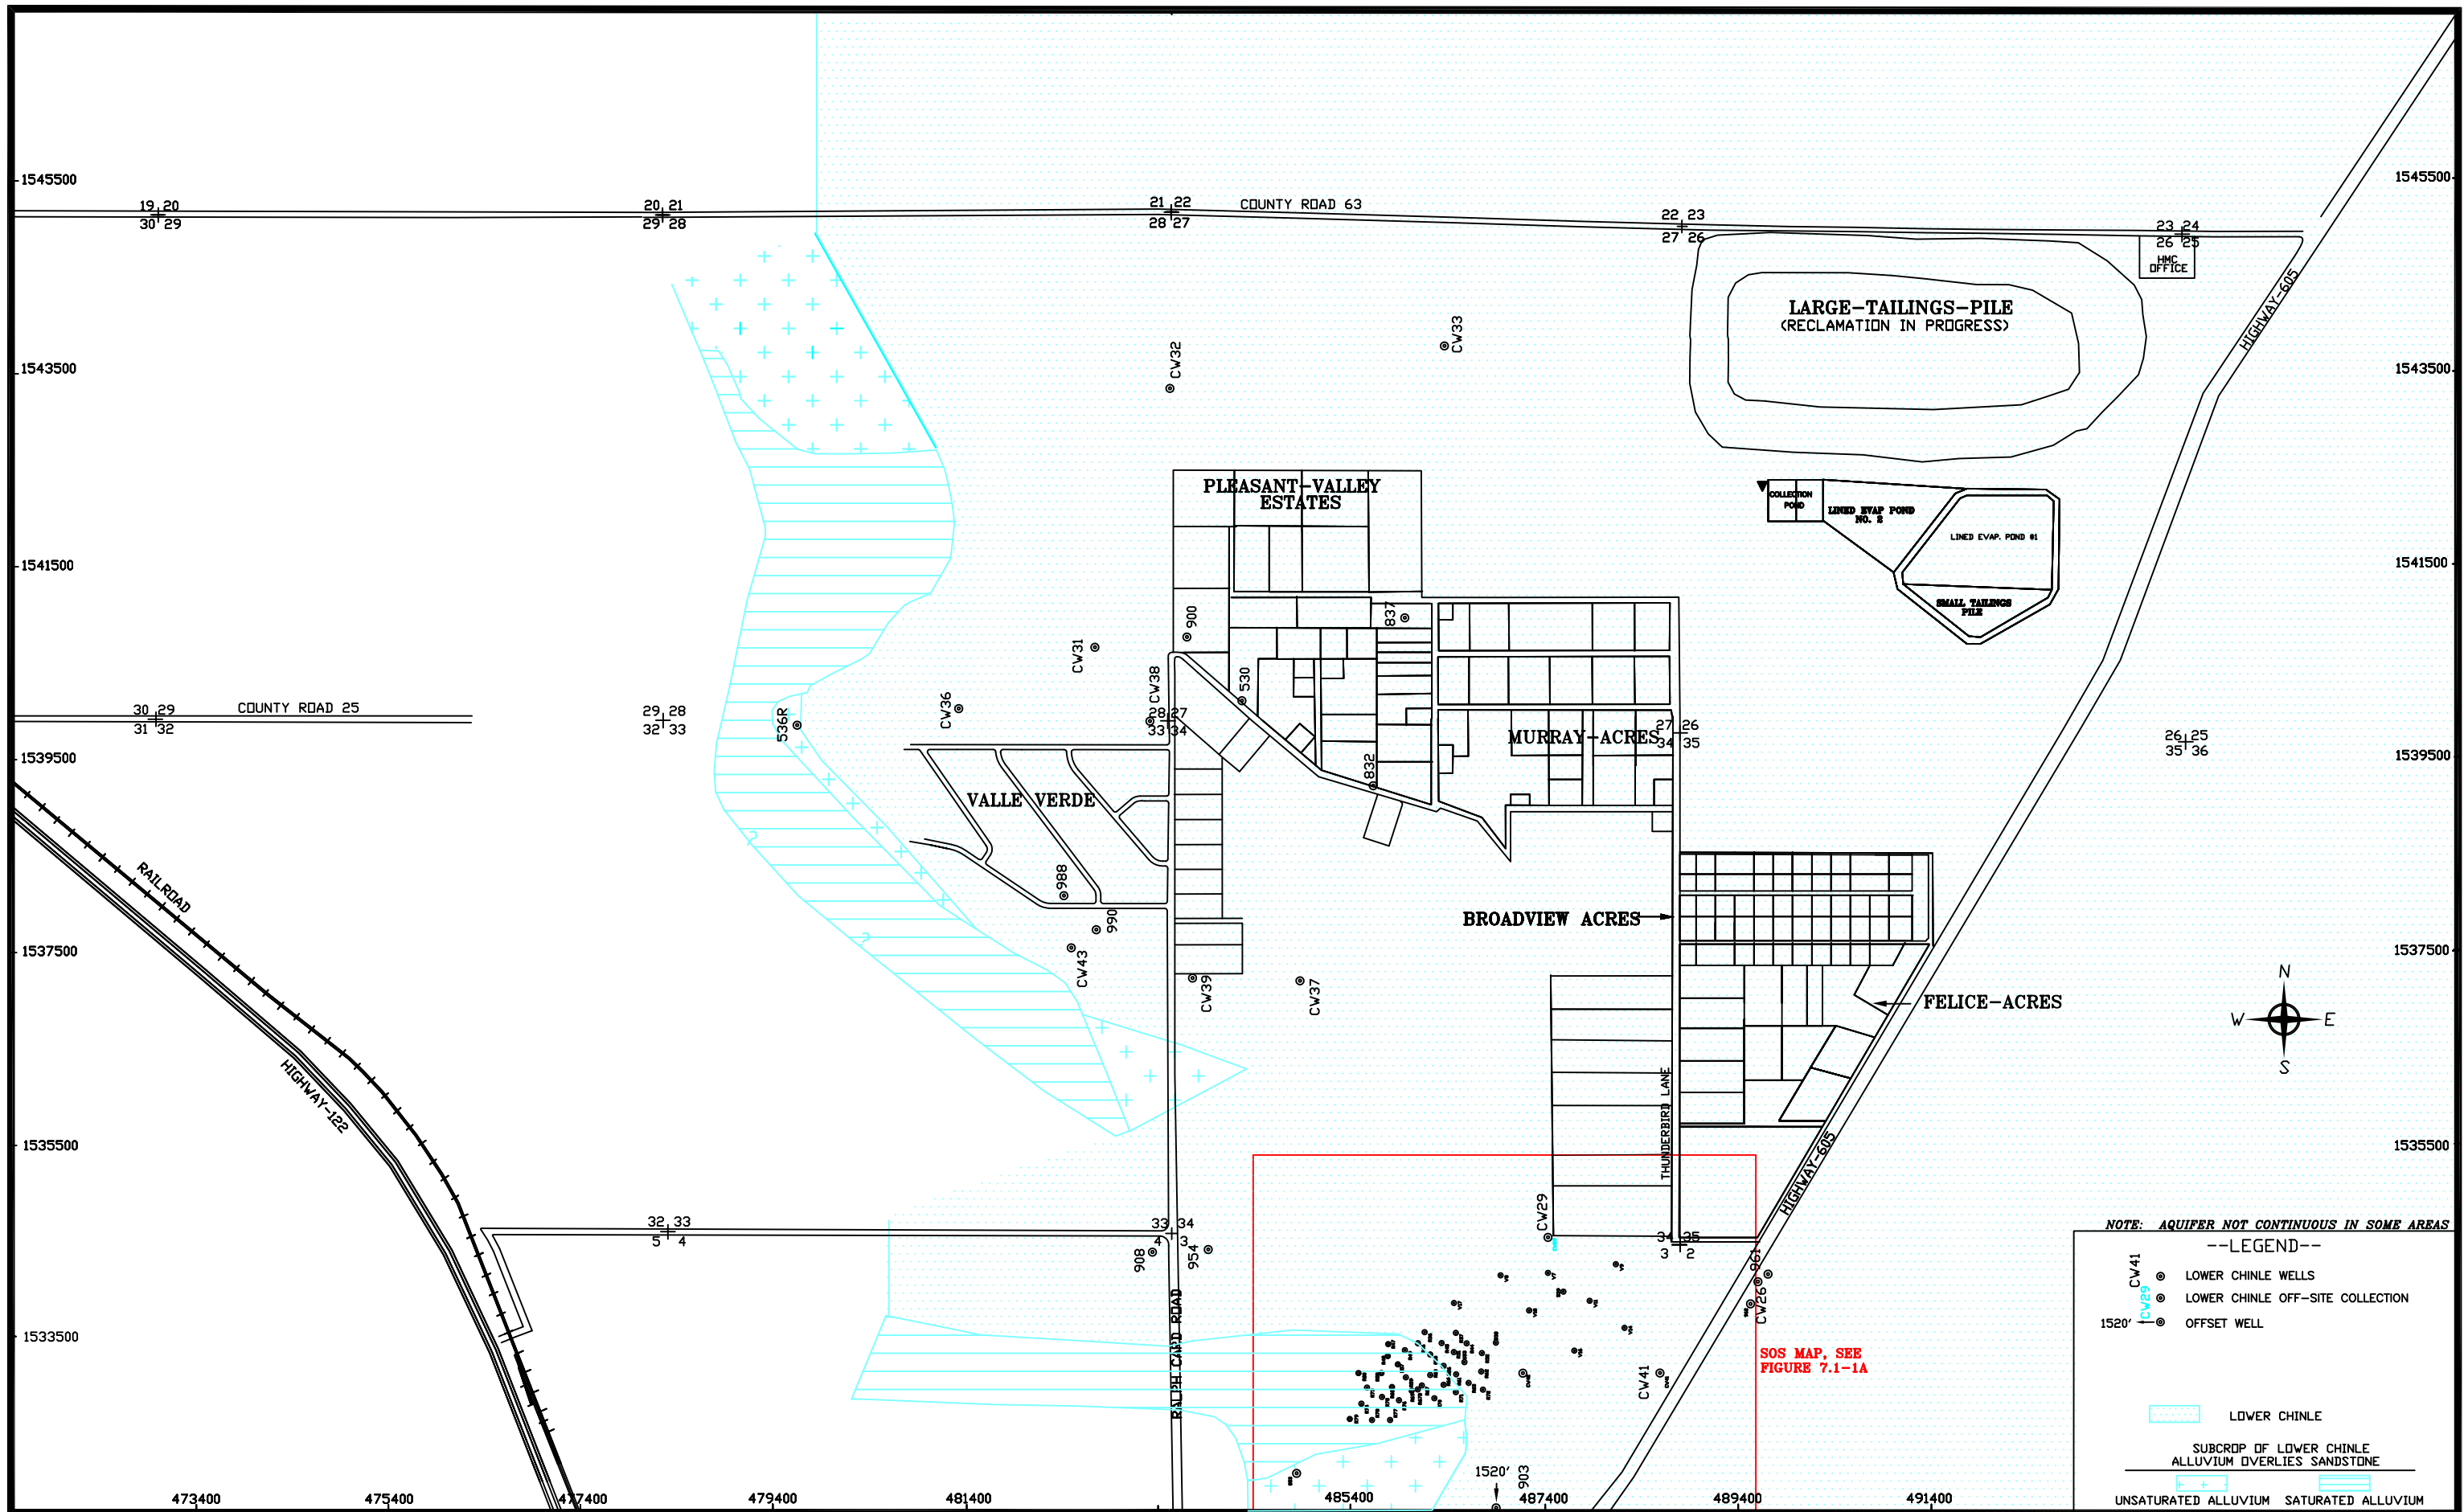 1545500
1545500
19 20
30 29
20 21
29 28
21 22
28 27
COUNTY ROAD 63
22 23
27 26
23 24
26 25
HMC
OFFICE
HIGHWAY-605
LARGE-TAILINGS-PILE
(RECLAMATION IN PROGRESS)
CW33
CW32
1543500
1543500
PLEASANT-VALLEY
ESTATES
COLLECTION
POND
LINED EVAP POND
NO. 2
LINED EVAP. POND #1
SMALL TAILINGS
PILE
1541500
1541500
900
837
CW31
CW38
530
CW36
536R
30 29
31 32
COUNTY ROAD 25
29 28
32 33
28 27
33 34
MURRAY-ACRES
27 26
34 35
26 25
35 36
1539500
1539500
832
VALLE VERDE
?
RAILROAD
988
990
BROADVIEW ACRES
?
1537500
1537500
CW43
CW39
CW37
FELICE-ACRES
N
W
E
S
HIGHWAY-122
THUNDERBIRD LANE
1535500
1535500
HIGHWAY-605
32 33
5 4
33 34
4 3
908
954
CW29
34 35
3 2
961
CW26
RALPH CARD ROAD
1533500
CW41
SOS MAP, SEE
FIGURE 7.1-1A
1520'
903
NOTE: AQUIFER NOT CONTINUOUS IN SOME AREAS
--LEGEND--
CW41
LOWER CHINLE WELLS
CW29
LOWER CHINLE OFF-SITE COLLECTION
1520'
OFFSET WELL
LOWER CHINLE
SUBCROP OF LOWER CHINLE
ALLUVIUM OVERLIES SANDSTONE
UNSATURATED ALLUVIUM
SATURATED ALLUVIUM
473400
475400
477400
479400
481400
485400
487400
489400
491400